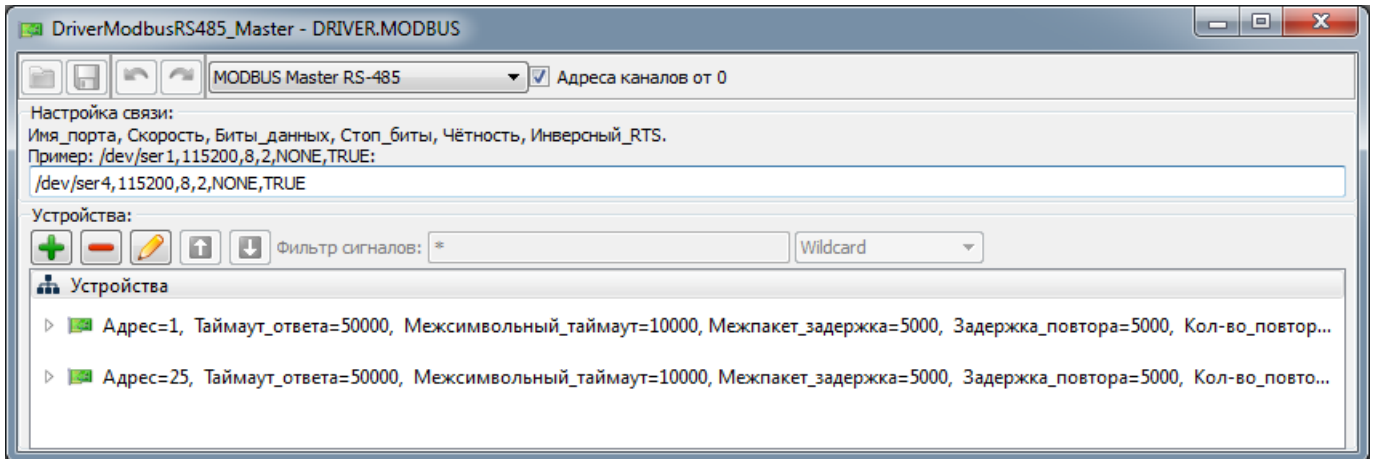 DriverModbusRS485_Master - DRIVER.MODBUS
MODBUS Master RS-485 Адреса каналов от 0
Настройка связи:
Имя_порта, Скорость, Биты_данных, Стоп_биты, Чётность, Инверсный_RTS.
Пример: /dev/ser1,115200,8,2,NONE,TRUE:
/dev/ser4,115200,8,2,NONE,TRUE
Устройства:
Фильтр сигналов: * Wildcard
Устройства
Адрес=1, Таймаут_ответа=50000, Межсимвольный_таймаут=10000, Межпакет_задержка=5000, Задержка_повтора=5000, Кол-во_повтор...
Адрес=25, Таймаут_ответа=50000, Межсимвольный_таймаут=10000, Межпакет_задержка=5000, Задержка_повтора=5000, Кол-во_повто...